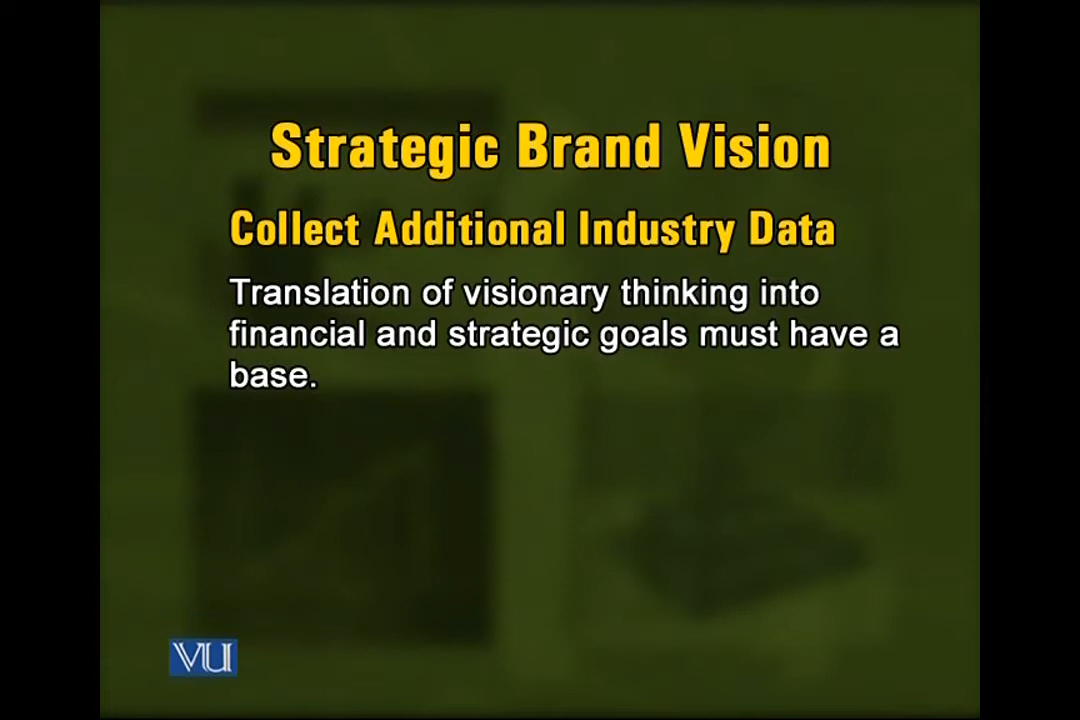 Strategic Brand Vision
Collect Additional Industry Data
Translation of visionary thinking into
financial and strategic goals must have a
base.
VU